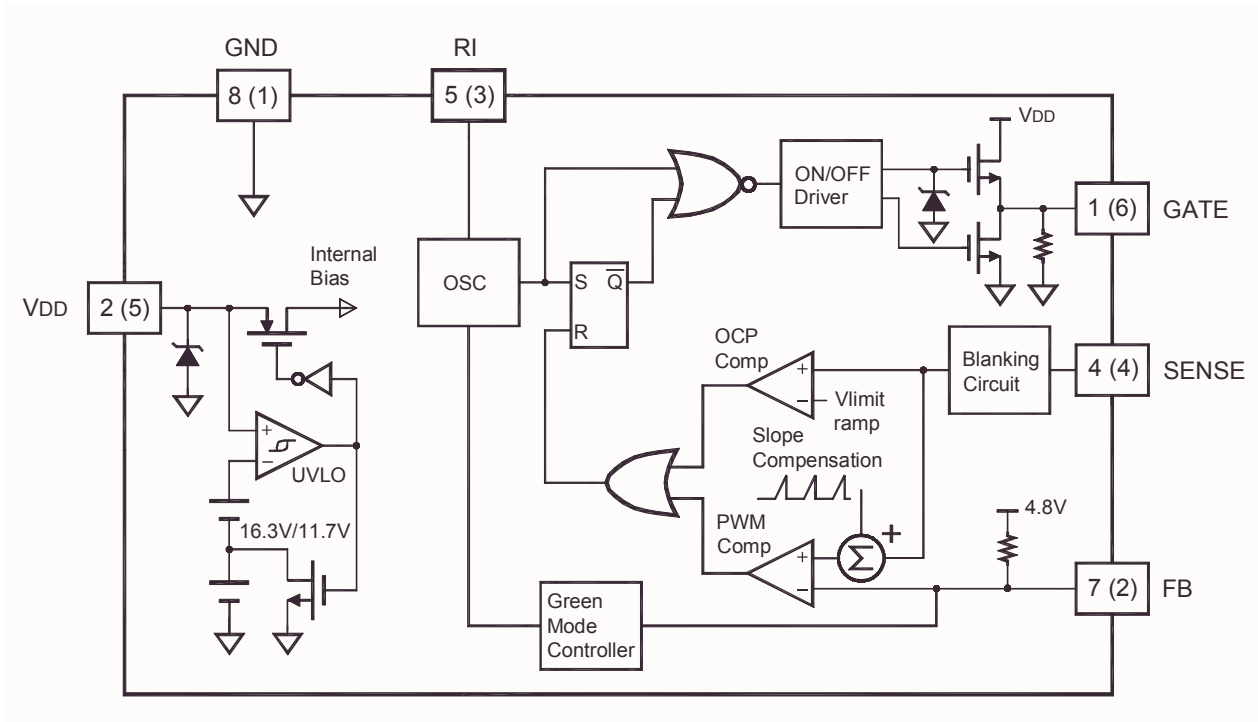 GND
RI
8 (1)
5 (3)
VDD
ON/OFF
Driver
1 (6)
GATE
Internal
Bias
OSC
S
Q
VDD
2 (5)
R
OCP
Comp
Blanking
Circuit
4 (4)
SENSE
+
−
Vlimit
ramp
Slope
Compensation
+
−
UVLO
16.3V/11.7V
4.8V
PWM
Comp
+
Σ
+
−
7 (2)
FB
Green
Mode
Controller